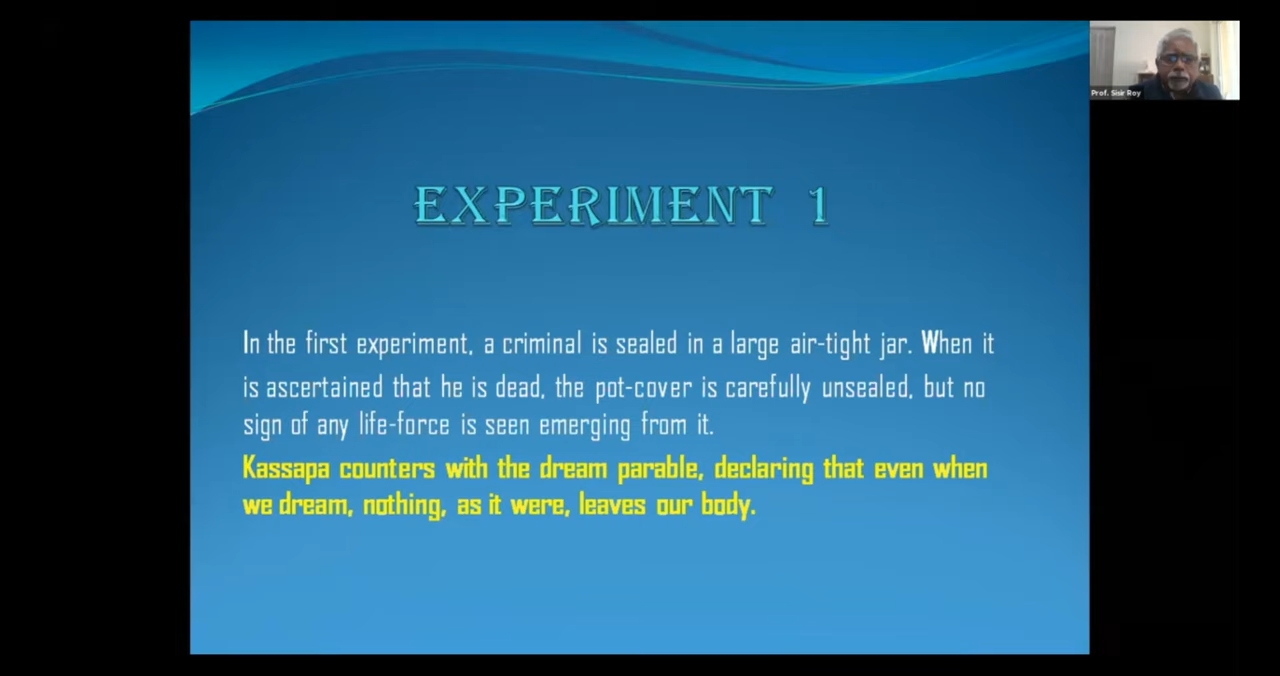 Prof. Sisir Roy
EXPERIMENT 1
In the first experiment, a criminal is sealed in a large air-tight jar. When it
is ascertained that he is dead, the pot-cover is carefully unsealed, but no
sign of any life-force is seen emerging from it.
Kassapa counters with the dream parable, declaring that even when
we dream, nothing, as it were, leaves our body.